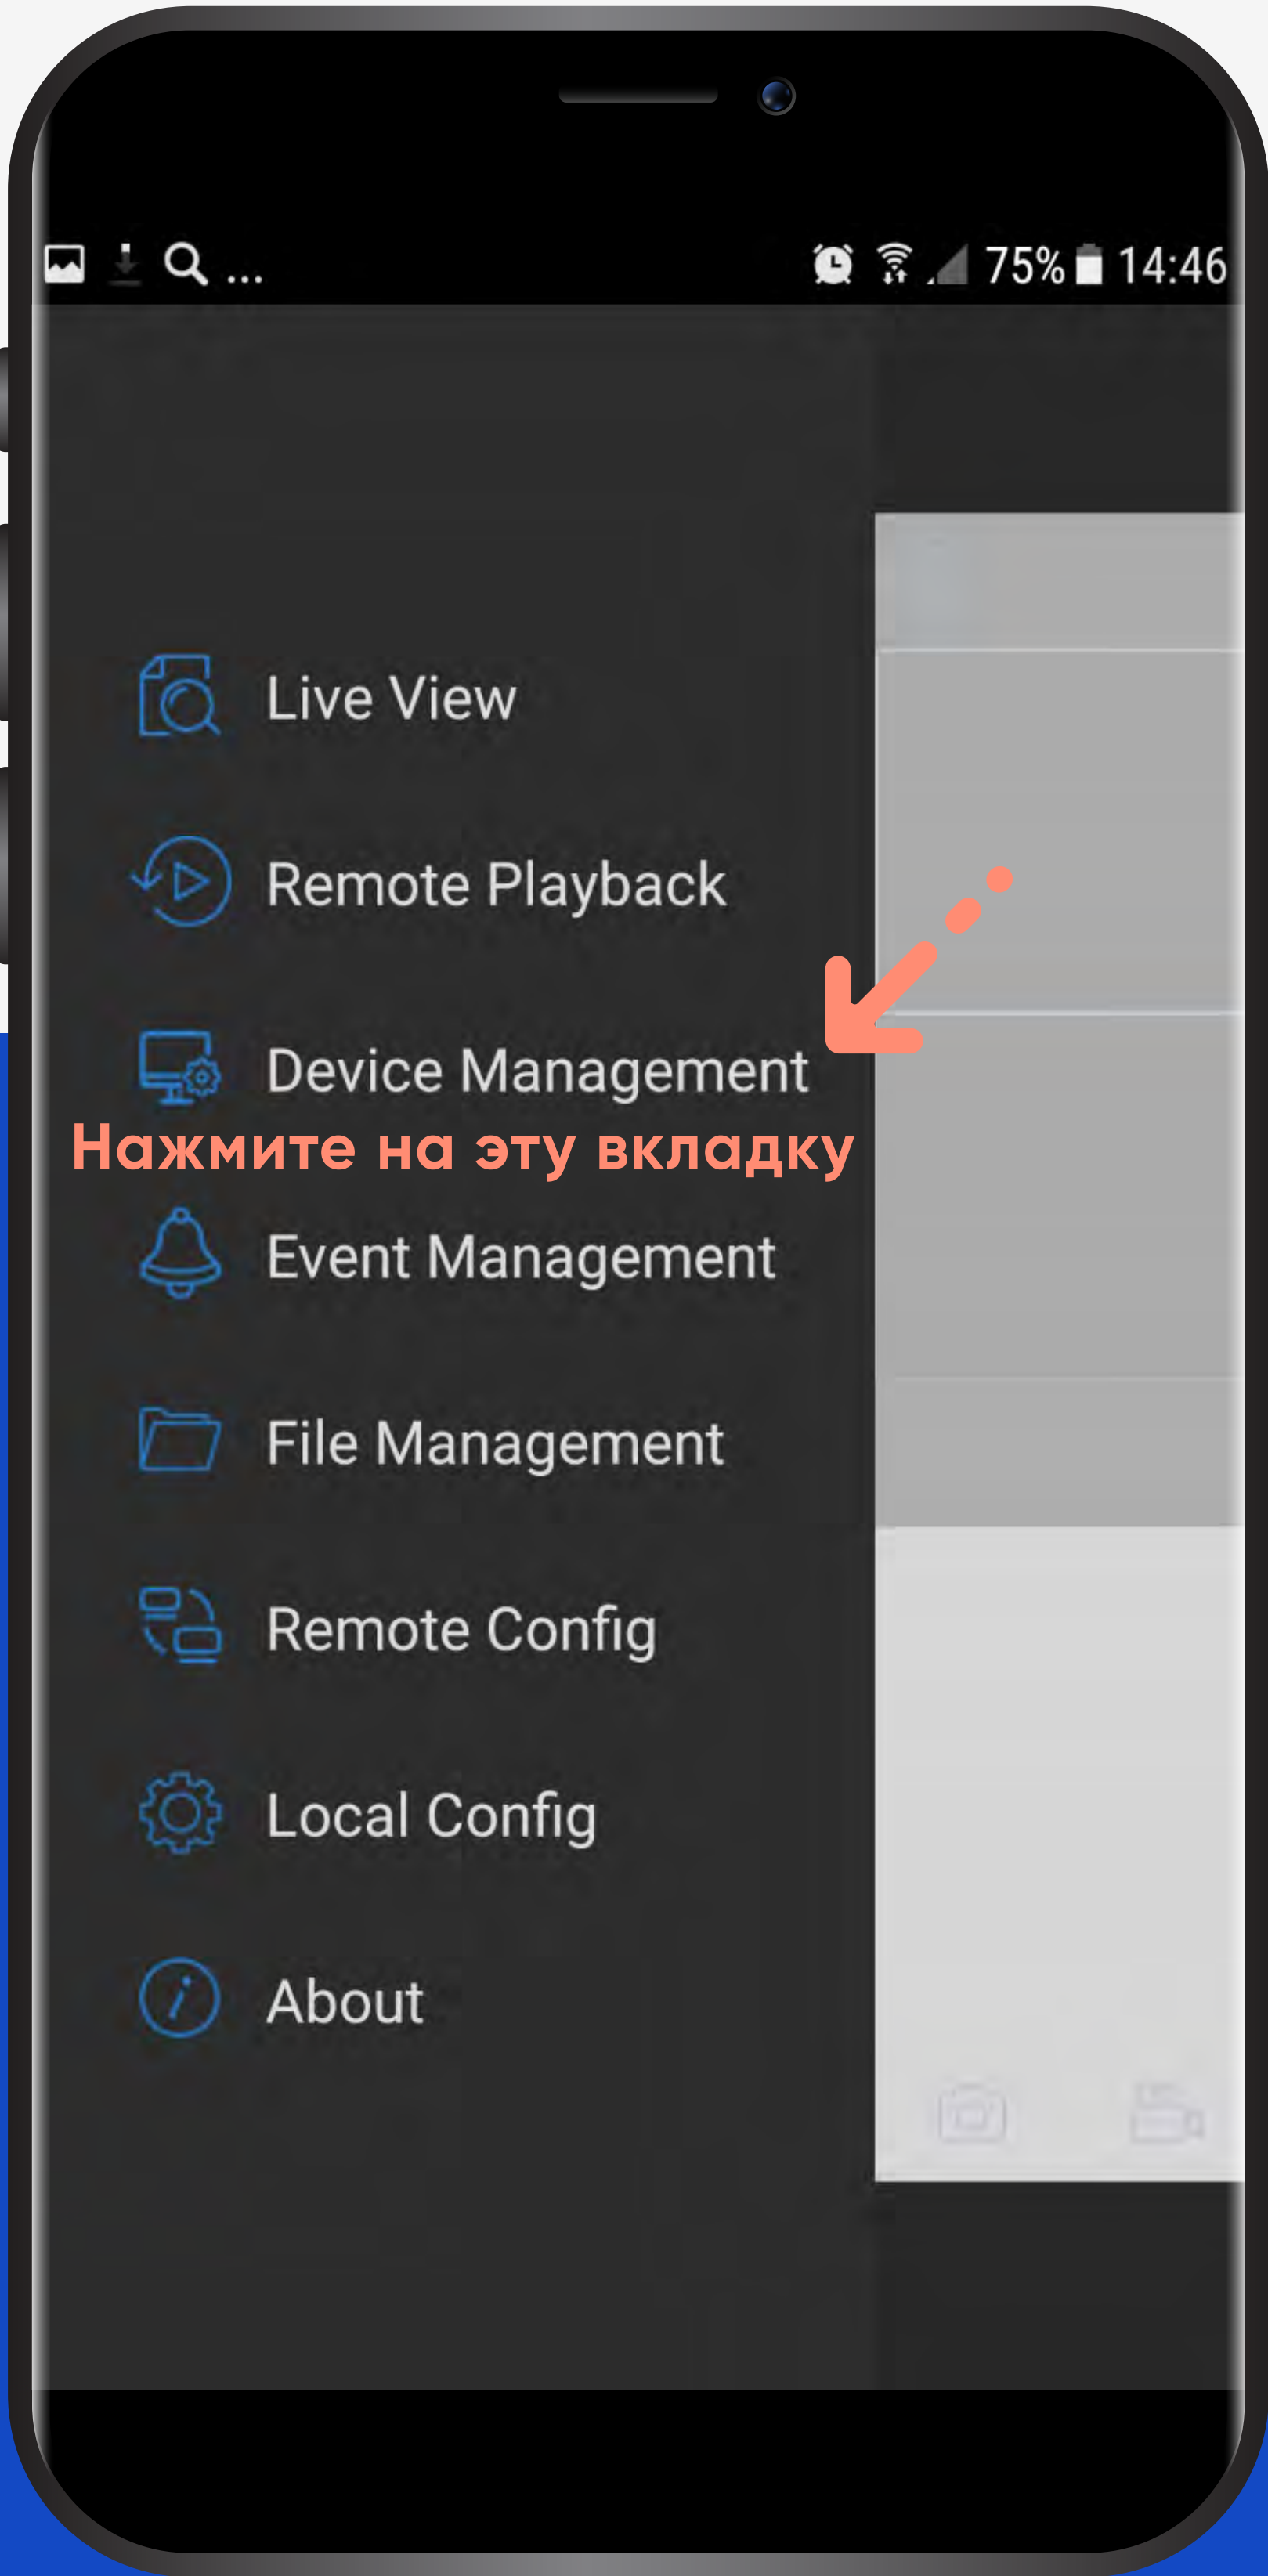 ... 75% 14:46
Live View
Remote Playback
Device Management
Нажмите на эту вкладку
Event Management
File Management
Remote Config
Local Config
About